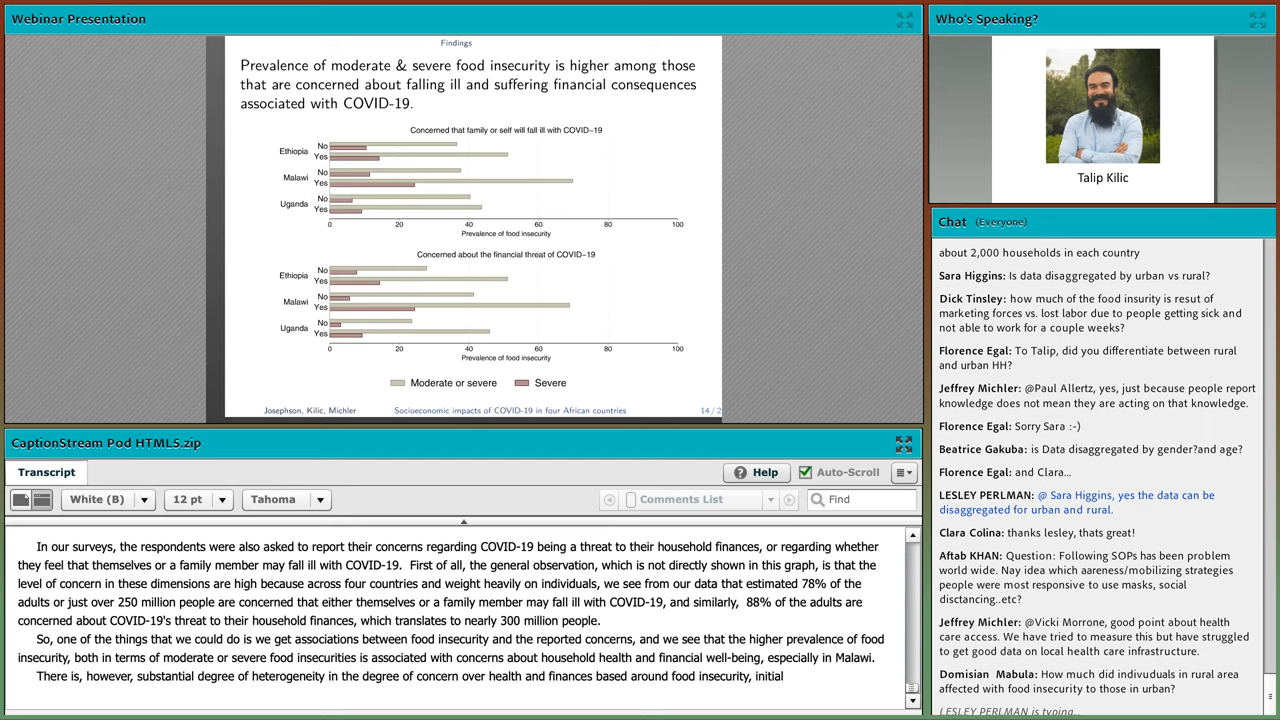 Webinar Presentation
Findings
Prevalence of moderate & severe food insecurity is higher among those
that are concerned about falling ill and suffering financial consequences
associated with COVID-19.
Concerned that family or self will fall ill with COVID−19
Ethiopia No
Yes
Malawi No
Yes
Uganda No
Yes
0 20 40 60 80 100
Prevalence of food insecurity
Concerned about the financial threat of COVID−19
Ethiopia No
Yes
Malawi No
Yes
Uganda No
Yes
0 20 40 60 80 100
Prevalence of food insecurity
Moderate or severe Severe
Josephson, Kilic, Michler Socioeconomic impacts of COVID-19 in four African countries 14 / 2
Who's Speaking?
Talip Kilic
Chat (Everyone)
about 2,000 households in each country
Sara Higgins: Is data disaggregated by urban vs rural?
Dick Tinsley: how much of the food insurity is resut of
marketing forces vs. lost labor due to people getting sick and
not able to work for a couple weeks?
Florence Egal: To Talip, did you differentiate between rural
and urban HH?
Jeffrey Michler: @Paul Allertz, yes, just because people report
knowledge does not mean they are acting on that knowledge.
Florence Egal: Sorry Sara :-)
Beatrice Gakuba: is Data disaggregated by gender?and age?
Florence Egal: and Clara...
LESLEY PERLMAN: @ Sara Higgins, yes the data can be
disaggregated for urban and rural.
Clara Colina: thanks lesley, thats great!
Aftab KHAN: Question: Following SOPs has been problem
world wide. Nay idea which aareness/mobilizing strategies
people were most responsive to use masks, social
disctancing..etc?
Jeffrey Michler: @Vicki Morrone, good point about health
care access. We have tried to measure this but have struggled
to get good data on local health care infrastructure.
Domisian Mabula: How much did indivuduals in rural area
affected with food insecurity to those in urban?
LESLEY PERLMAN is typing...
CaptionStream Pod HTML5.zip
Transcript Help Auto-Scroll
White (B) 12 pt Tahoma Comments List Find
In our surveys, the respondents were also asked to report their concerns regarding COVID-19 being a threat to their household finances, or regarding whether
they feel that themselves or a family member may fall ill with COVID-19. First of all, the general observation, which is not directly shown in this graph, is that the
level of concern in these dimensions are high because across four countries and weight heavily on individuals, we see from our data that estimated 78% of the
adults or just over 250 million people are concerned that either themselves or a family member may fall ill with COVID-19, and similarly, 88% of the adults are
concerned about COVID-19's threat to their household finances, which translates to nearly 300 million people.
So, one of the things that we could do is we get associations between food insecurity and the reported concerns, and we see that the higher prevalence of food
insecurity, both in terms of moderate or severe food insecurities is associated with concerns about household health and financial well-being, especially in Malawi.
There is, however, substantial degree of heterogeneity in the degree of concern over health and finances based around food insecurity, initial